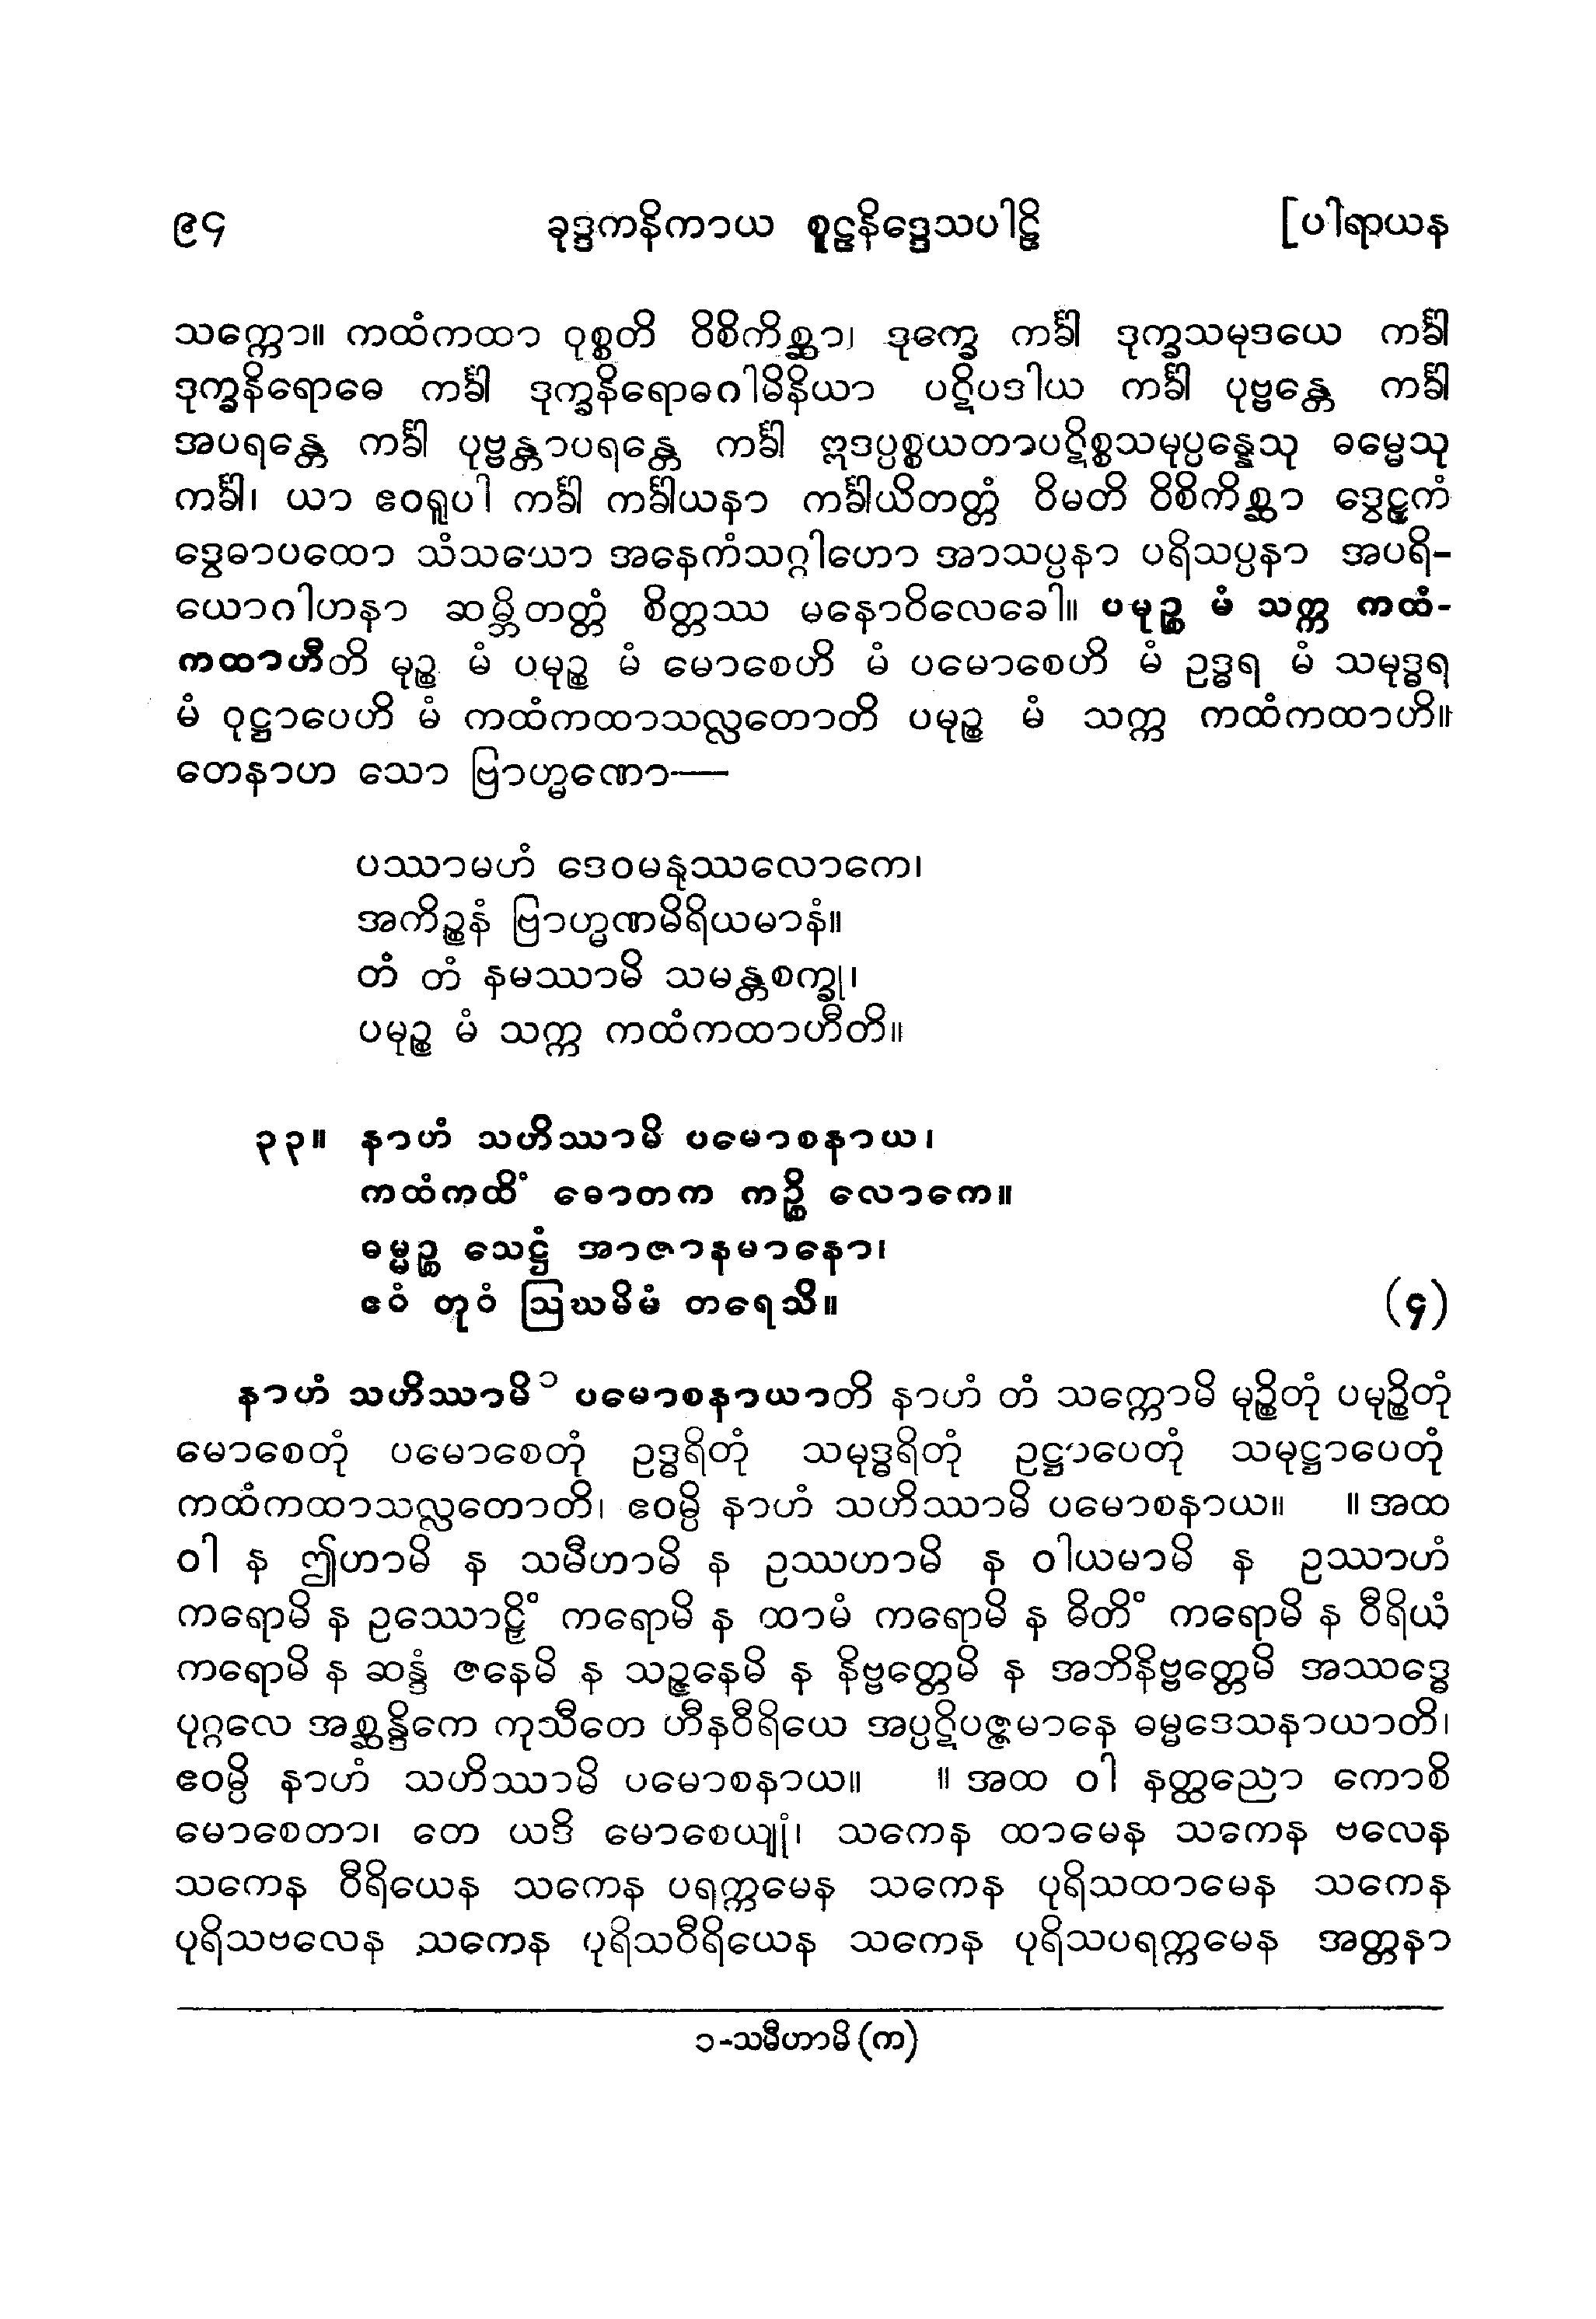 ၉၄ ခုဒ္ဒကနိကာယ စူဠနိဒ္ဒေသပါဠိ [ပါရာယန
သက္ကော။ ကထံကထာ ဝုစ္စတိ ဝိစိကိစ္ဆာ၊ ဒုက္ခေ ကင်္ခါ ဒုက္ခသမုဒယေ ကင်္ခါ
ဒုက္ခနိရောဓေ ကင်္ခါ ဒုက္ခနိရောဓဂါမိနိယာ ပဋိပဒါယ ကင်္ခါ ပုဗ္ဗန္တေ ကင်္ခါ
အပရန္တေ ကင်္ခါ ပုဗ္ဗန္တာပရန္တေ ကင်္ခါ ဣဒပ္ပစ္စယတာပဋိစ္စသမုပ္ပန္နေသု ဓမ္မေသု
ကင်္ခါ၊ ယာ ဧဝရူပါ ကင်္ခါ ကင်္ခါယနာ ကင်္ခါယိတတ္တံ ဝိမတိ ဝိစိကိစ္ဆာ ဒွေဠှကံ
ဒွေဓာပထော သံသယော အနေကံသဂ္ဂါဟော အာသပ္ပနာ ပရိသပ္ပနာ အပရိ-
ယောဂါဟနာ ဆမ္ဘိတတ္တံ စိတ္တဿ မနောဝိလေခေါ။ ပမုဉ္စ မံ သက္က ကထံ-
ကထာဟီတိ မုဉ္စ မံ ပမုဉ္စ မံ မောစေဟိ မံ ပမောစေဟိ မံ ဥဒ္ဓရ မံ သမုဒ္ဓရ
မံ ဝုဋ္ဌာပေဟိ မံ ကထံကထာသလ္လတောတိ ပမုဉ္စ မံ သက္က ကထံကထာဟိ။
တေနာဟ သော ဗြာဟ္မဏော—
ပဿာမဟံ ဒေဝမနုဿလောကေ၊
အကိဉ္စနံ ဗြာဟ္မဏမိရိယမာနံ။
တံ တံ နမဿာမိ သမန္တစက္ခု၊
ပမုဉ္စ မံ သက္က ကထံကထာဟီတိ။
၃၃။ နာဟံ သဟိဿာမိ ပမောစနာယ၊
ကထံကထိံ ဓောတက ကဉ္စိ လောကေ။
ဓမ္မဉ္စ သေဋ္ဌံ အာဇာနမာနော၊
ဧဝံ တုဝံ ဩဃမိမံ တရေသိ။ (၄)
နာဟံ သဟိဿာမိ ၁ ပမောစနာယာတိ နာဟံ တံ သက္ကောမိ မုဉ္စိတုံ ပမုဉ္စိတုံ
မောစေတုံ ပမောစေတုံ ဥဒ္ဓရိတုံ သမုဒ္ဓရိတုံ ဥဋ္ဌာပေတုံ သမုဋ္ဌာပေတုံ
ကထံကထာသလ္လတောတိ၊ ဧဝမ္ပိ နာဟံ သဟိဿာမိ ပမောစနာယ။ ။အထ
ဝါ န ဤဟာမိ န သမီဟာမိ န ဥဿဟာမိ န ဝါယမာမိ န ဥဿာဟံ
ကရောမိ န ဥဿောဠှိံ ကရောမိ န ထာမံ ကရောမိ န ဓိတိံ ကရောမိ န ဝီရိယံ
ကရောမိ န ဆန္ဒံ ဇနေမိ န သဉ္ဇနေမိ န နိဗ္ဗတ္တေမိ န အဘိနိဗ္ဗတ္တေမိ အဿဒ္ဓေ
ပုဂ္ဂလေ အစ္ဆန္ဒိကေ ကုသီတေ ဟီနဝီရိယေ အပ္ပဋိပဇ္ဇမာနေ ဓမ္မဒေသနာယာတိ၊
ဧဝမ္ပိ နာဟံ သဟိဿာမိ ပမောစနာယ။ ။အထ ဝါ နတ္ထညော ကောစိ
မောစေတာ၊ တေ ယဒိ မောစေယျုံ၊ သကေန ထာမေန သကေန ဗလေန
သကေန ဝီရိယေန သကေန ပရက္ကမေန သကေန ပုရိသထာမေန သကေန
ပုရိသဗလေန သကေန ပုရိသဝီရိယေန သကေန ပုရိသပရက္ကမေန အတ္တနာ
၁-သမီဟာမိ (က)